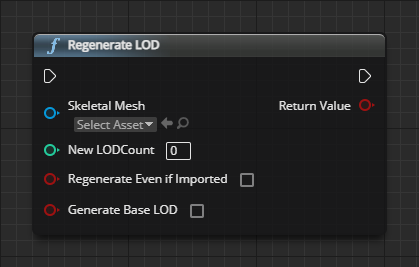 f Regenerate LOD
Skeletal Mesh
Select Asset
Return Value
New LODCount 0
Regenerate Even if Imported
Generate Base LOD